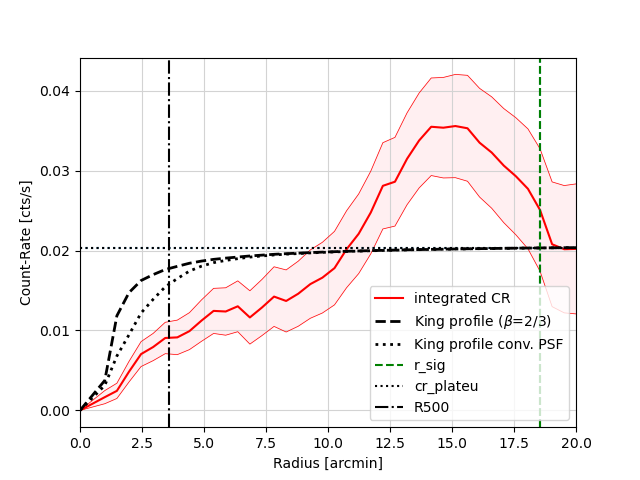 0.04
0.03
0.02
0.01
0.00
Count-Rate [cts/s]
integrated CR
King profile (β=2/3)
King profile conv. PSF
r_sig
cr_plateu
R500
0.0 2.5 5.0 7.5 10.0 12.5 15.0 17.5 20.0
Radius [arcmin]